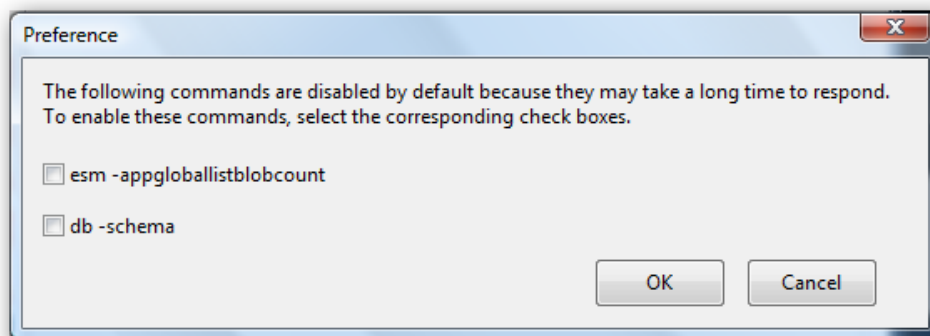 Preference
The following commands are disabled by default because they may take a long time to respond.
To enable these commands, select the corresponding check boxes.
esm -appgloballistblobcount
db -schema
OK Cancel